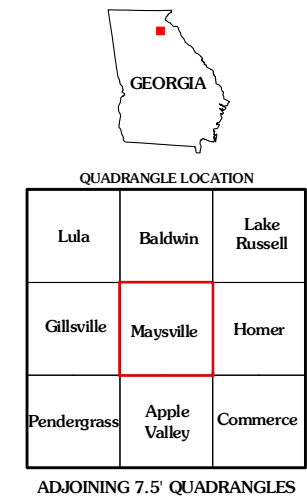 GEORGIA
QUADRANGLE LOCATION
Lula
Baldwin
Lake
Russell
Gillsville
Maysville
Homer
Pendergrass
Apple
Valley
Commerce
ADJOINING 7.5' QUADRANGLES